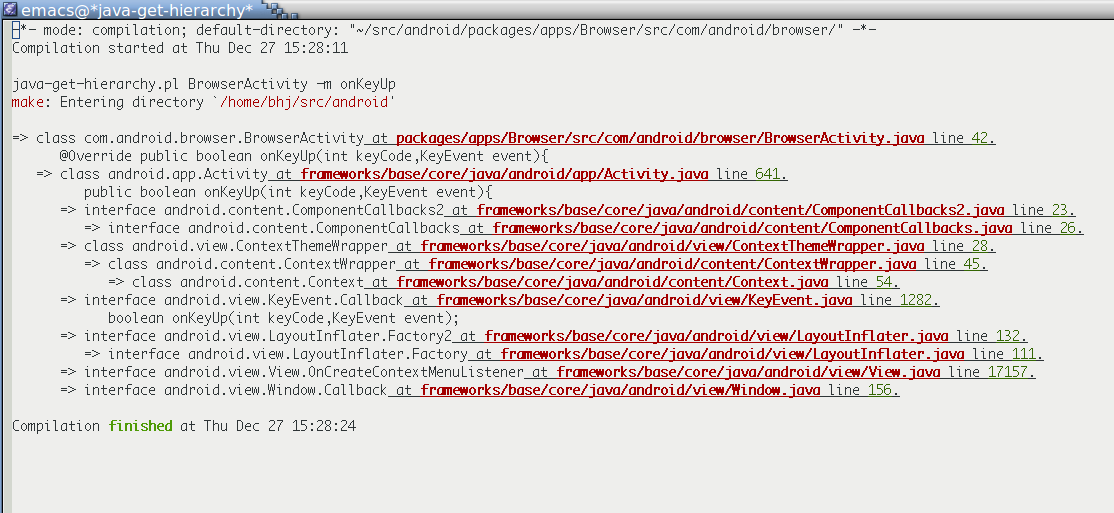 emacs@*java-get-hierarchy*
-*- mode: compilation; default-directory: "~/src/android/packages/apps/Browser/src/com/android/browser/" -*-
Compilation started at Thu Dec 27 15:28:11
java-get-hierarchy.pl BrowserActivity -m onKeyUp
make: Entering directory `/home/bhj/src/android'
=> class com.android.browser.BrowserActivity at packages/apps/Browser/src/com/android/browser/BrowserActivity.java line 42.
@Override public boolean onKeyUp(int keyCode,KeyEvent event){
=> class android.app.Activity at frameworks/base/core/java/android/app/Activity.java line 641.
public boolean onKeyUp(int keyCode,KeyEvent event){
=> interface android.content.ComponentCallbacks2 at frameworks/base/core/java/android/content/ComponentCallbacks2.java line 23.
=> interface android.content.ComponentCallbacks at frameworks/base/core/java/android/content/ComponentCallbacks.java line 26.
=> class android.view.ContextThemeWrapper at frameworks/base/core/java/android/view/ContextThemeWrapper.java line 28.
=> class android.content.ContextWrapper at frameworks/base/core/java/android/content/ContextWrapper.java line 45.
=> class android.content.Context at frameworks/base/core/java/android/content/Context.java line 54.
=> interface android.view.KeyEvent.Callback at frameworks/base/core/java/android/view/KeyEvent.java line 1282.
boolean onKeyUp(int keyCode,KeyEvent event);
=> interface android.view.LayoutInflater.Factory2 at frameworks/base/core/java/android/view/LayoutInflater.java line 132.
=> interface android.view.LayoutInflater.Factory at frameworks/base/core/java/android/view/LayoutInflater.java line 111.
=> interface android.view.View.OnCreateContextMenuListener at frameworks/base/core/java/android/view/View.java line 17157.
=> interface android.view.Window.Callback at frameworks/base/core/java/android/view/Window.java line 156.
Compilation finished at Thu Dec 27 15:28:24